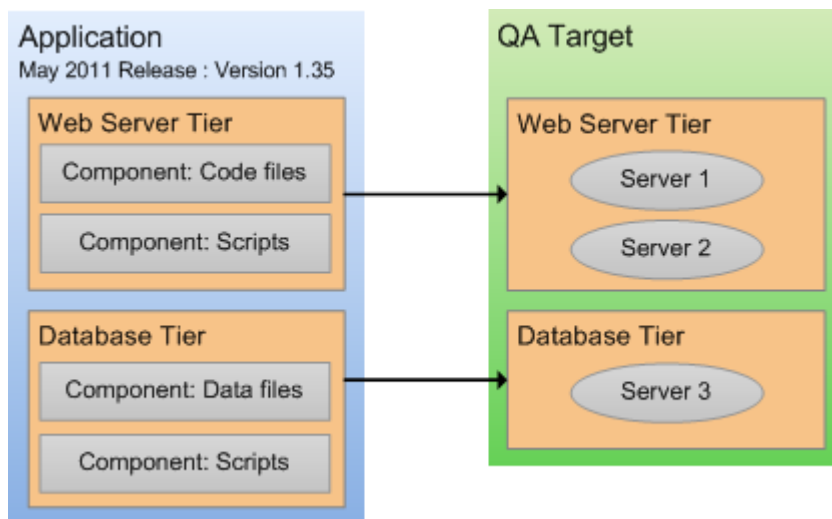 Application
May 2011 Release : Version 1.35
Web Server Tier
Component: Code files
Component: Scripts
Database Tier
Component: Data files
Component: Scripts
QA Target
Web Server Tier
Server 1
Server 2
Database Tier
Server 3